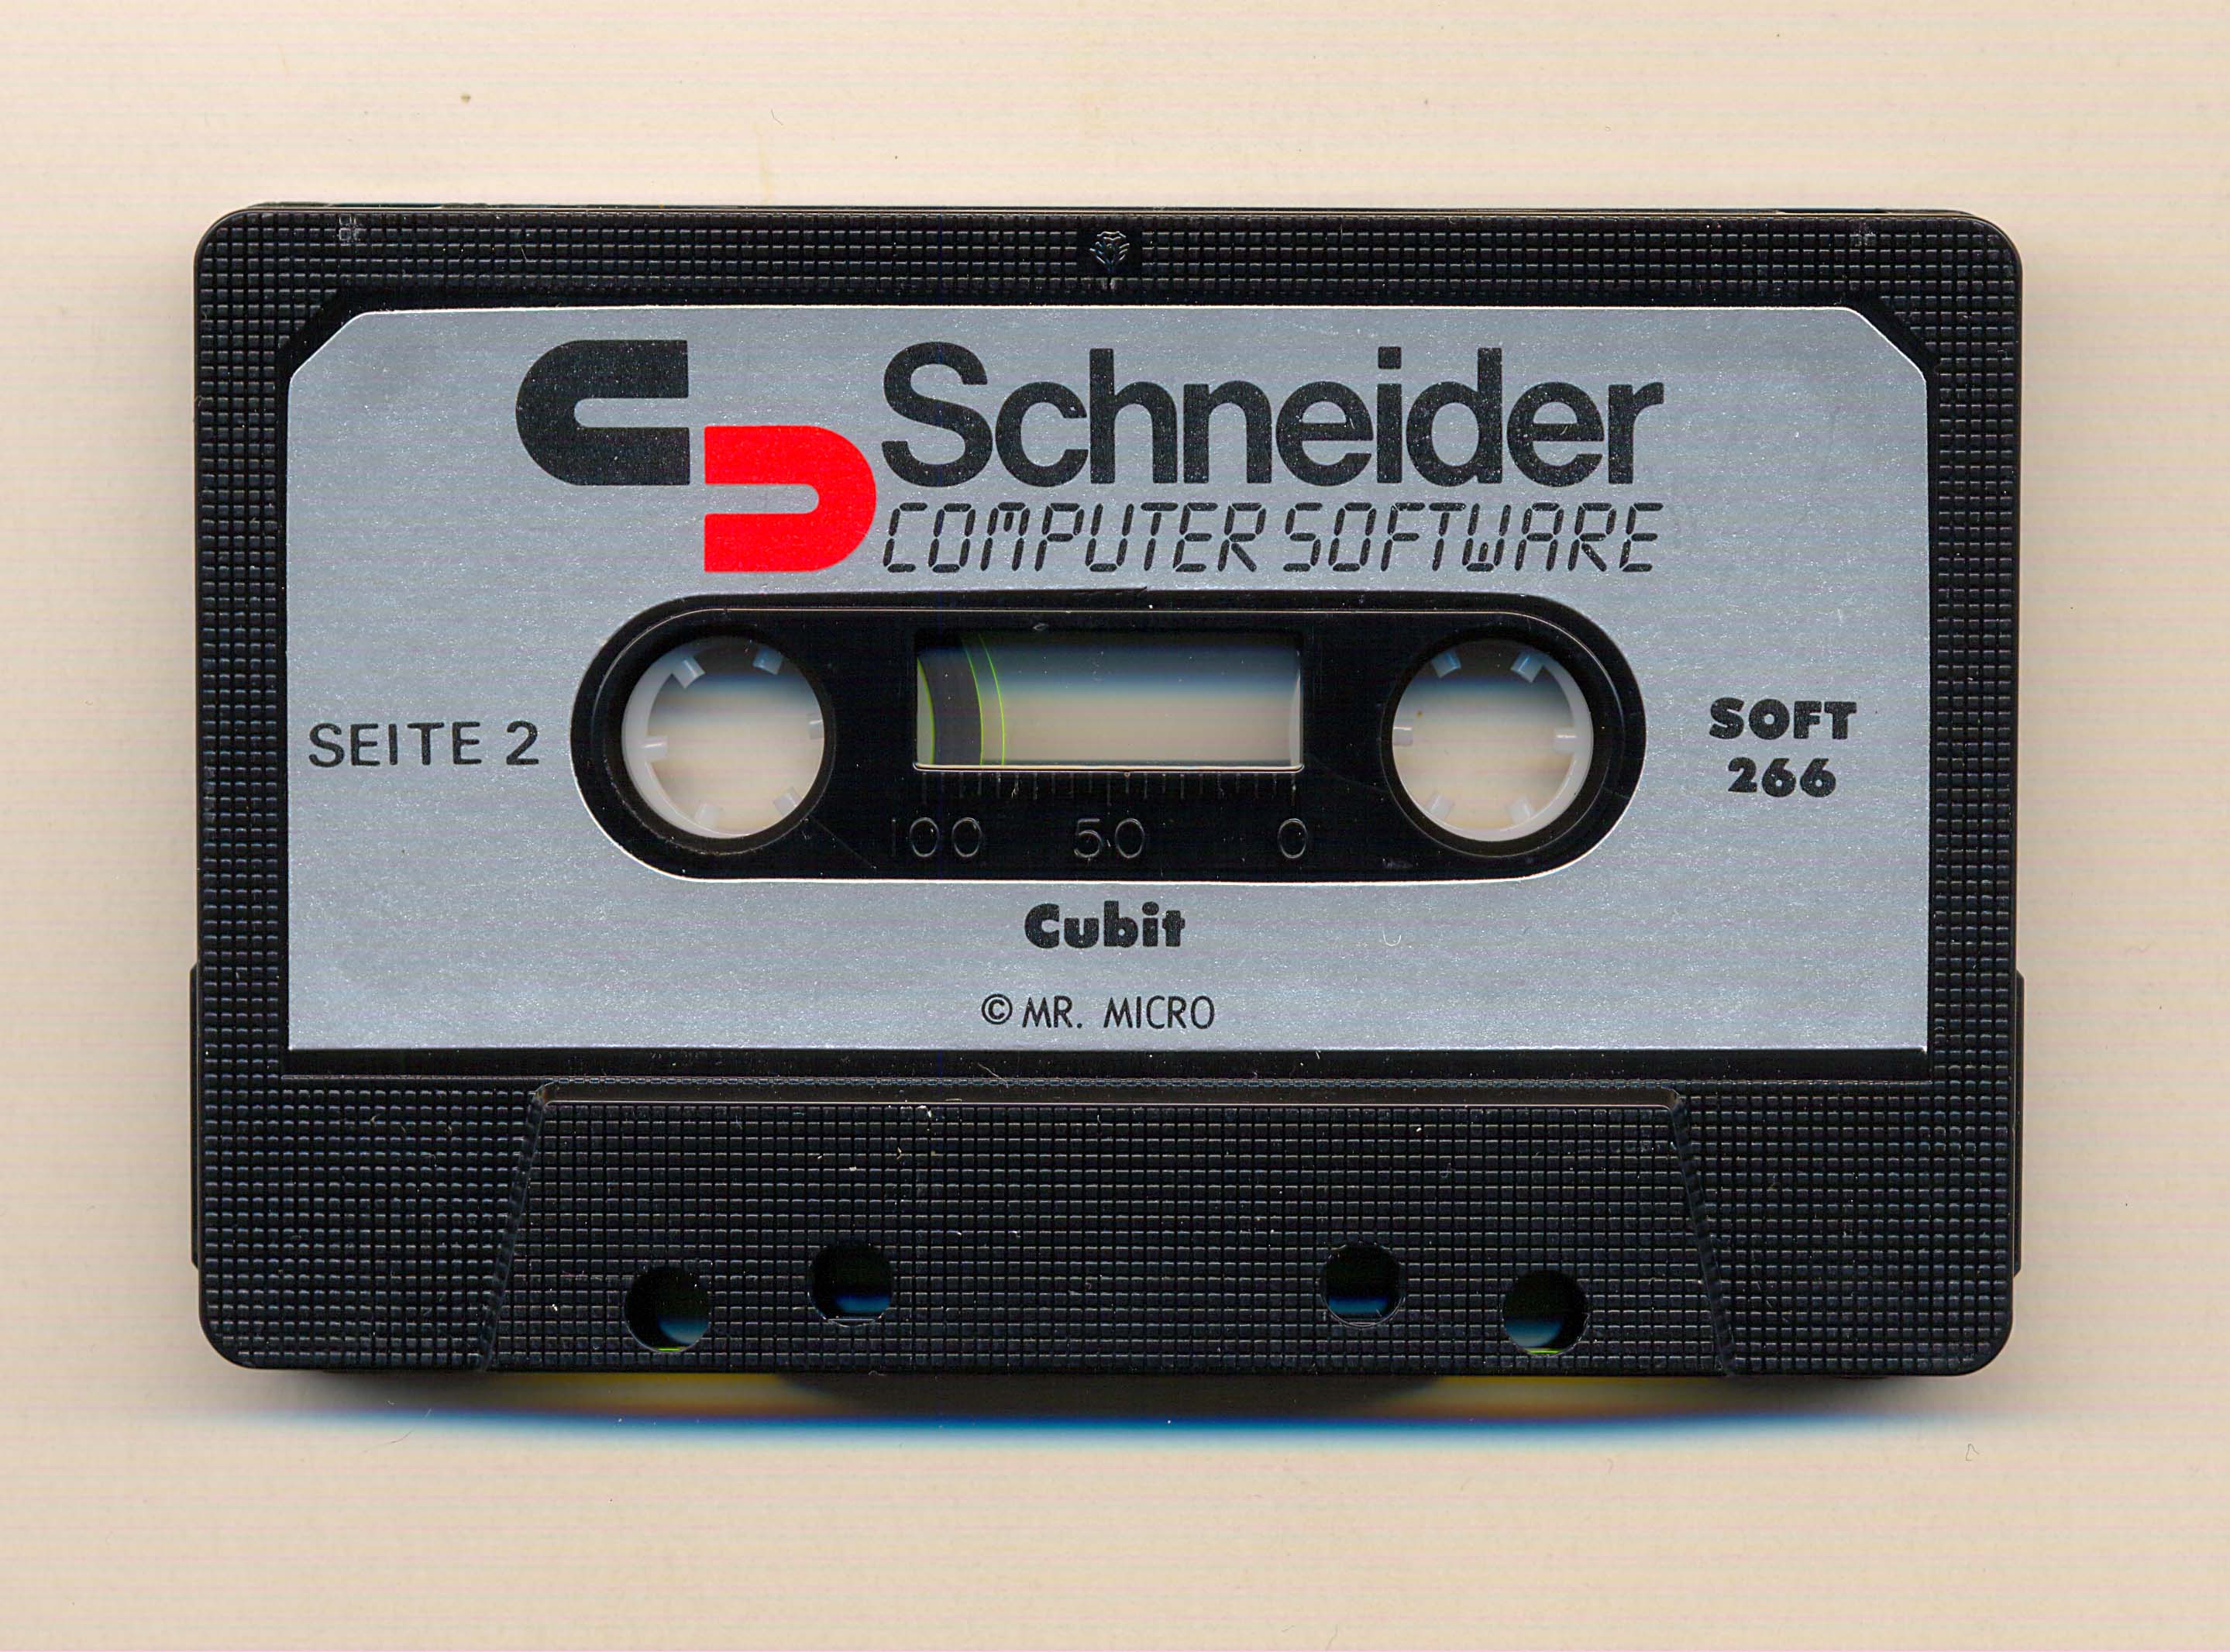 Schneider
COMPUTER SOFTWARE
SEITE 2
SOFT
266
100 50 0
Cubit
© MR. MICRO